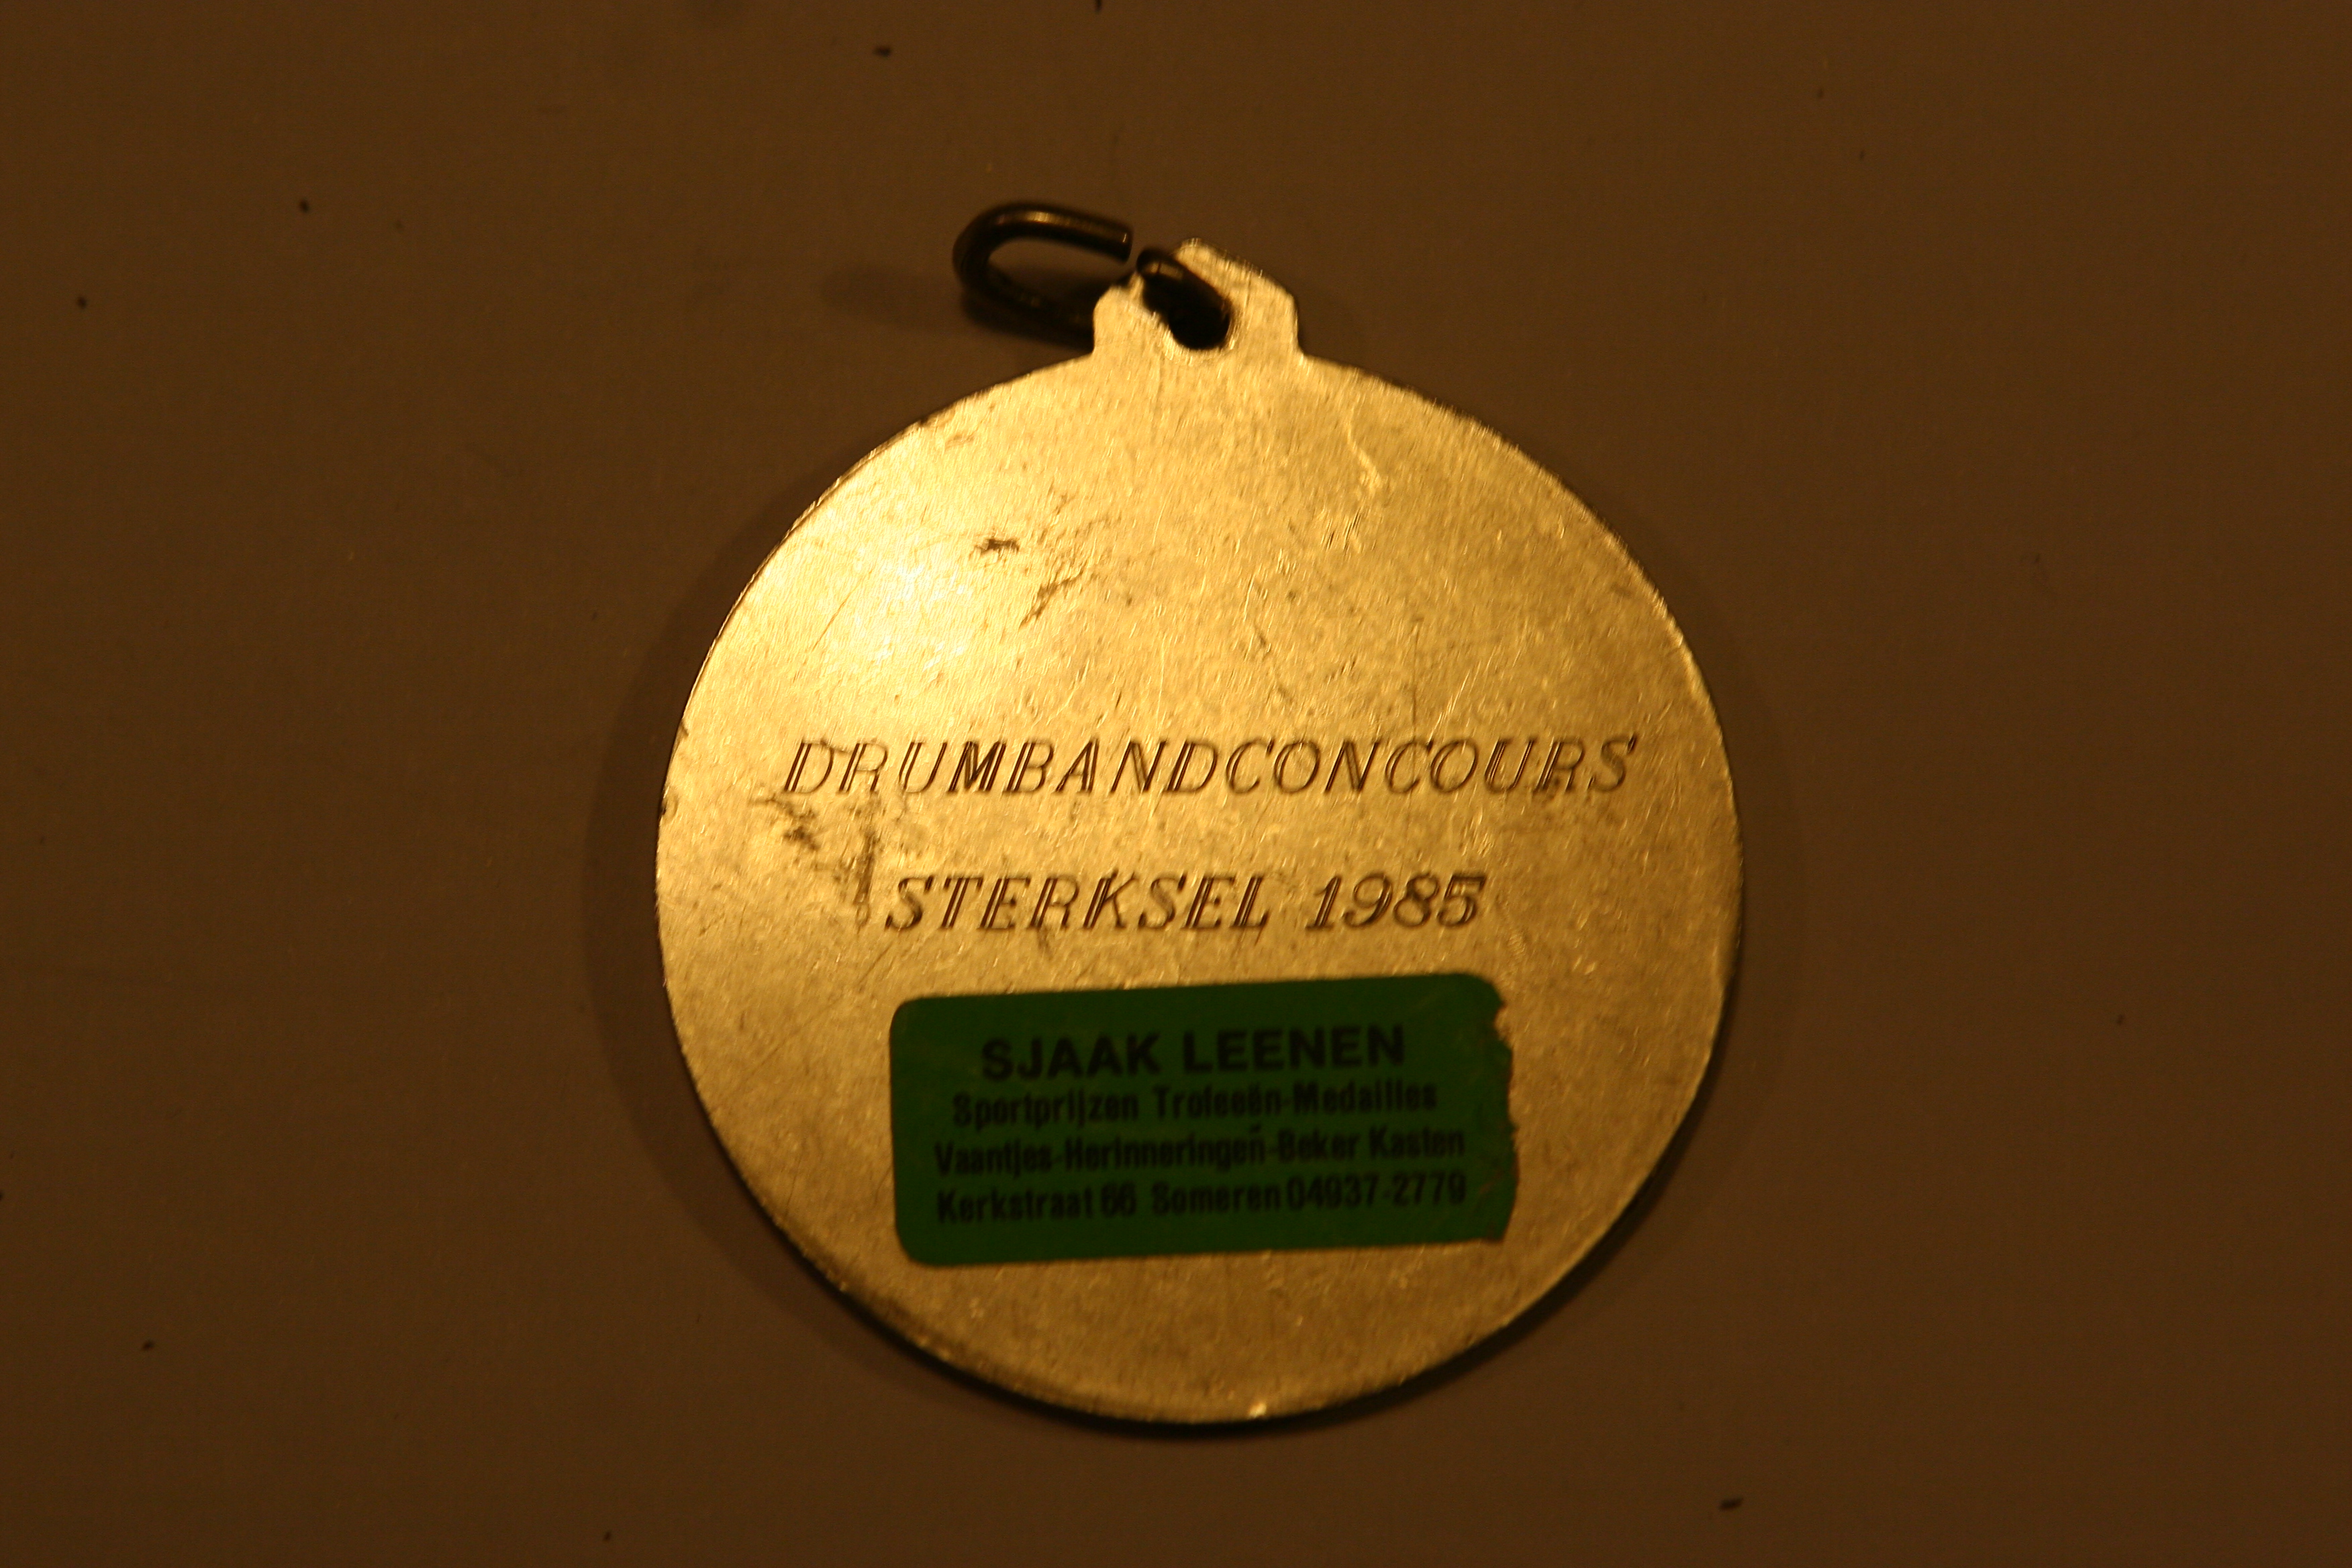 DRUMBANDCONCOURS
STERKSEL 1985
SJAAK LEENEN
Sportprijzen Trofeeën-Medailles
Vaantjes-Herinneringen-Beker Kasten
Kerkstraat 66 Someren 04937-2779